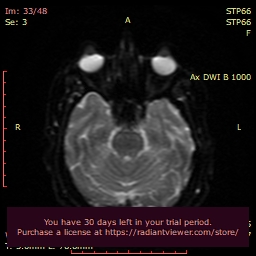 Im: 33/48
Se: 3
A
STP66
STP66
F
Ax DWI B 1000
R
L
You have 30 days left in your trial period.
Purchase a license at https://radiantviewer.com/store/